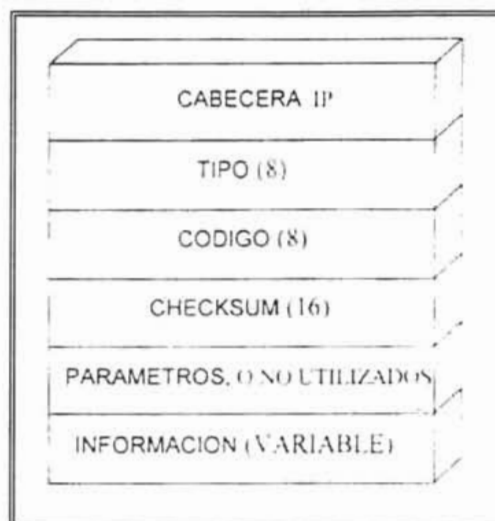 CABECERA IP
TIPO (8)
CODIGO (8)
CHECKSUM (16)
PARAMETROS, O NO UTILIZADOS
INFORMACION (VARIABLE)